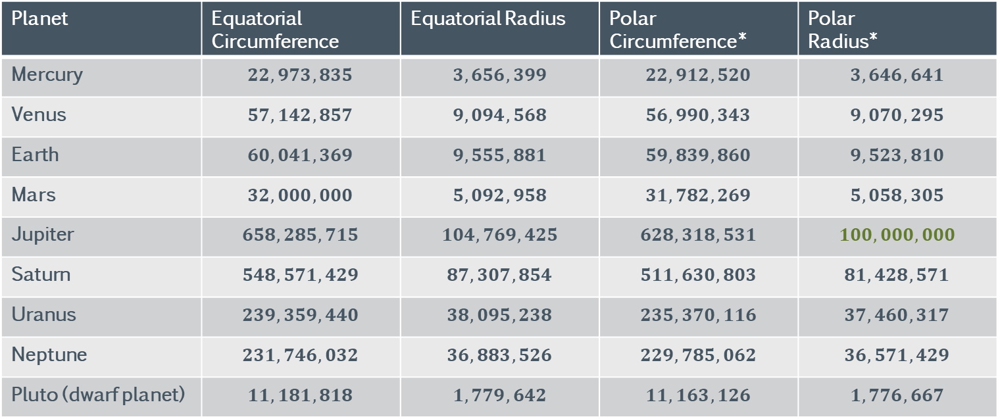 Planet Equatorial Circumference Equatorial Radius Polar Circumference* Polar Radius*
Mercury 22,973,835 3,656,399 22,912,520 3,646,641
Venus 57,142,857 9,094,568 56,990,343 9,070,295
Earth 60,041,369 9,555,881 59,839,860 9,523,810
Mars 32,000,000 5,092,958 31,782,269 5,058,305
Jupiter 658,285,715 104,769,425 628,318,531 100,000,000
Saturn 548,571,429 87,307,854 511,630,803 81,428,571
Uranus 239,359,440 38,095,238 235,370,116 37,460,317
Neptune 231,746,032 36,883,526 229,785,062 36,571,429
Pluto (dwarf planet) 11,181,818 1,779,642 11,163,126 1,776,667